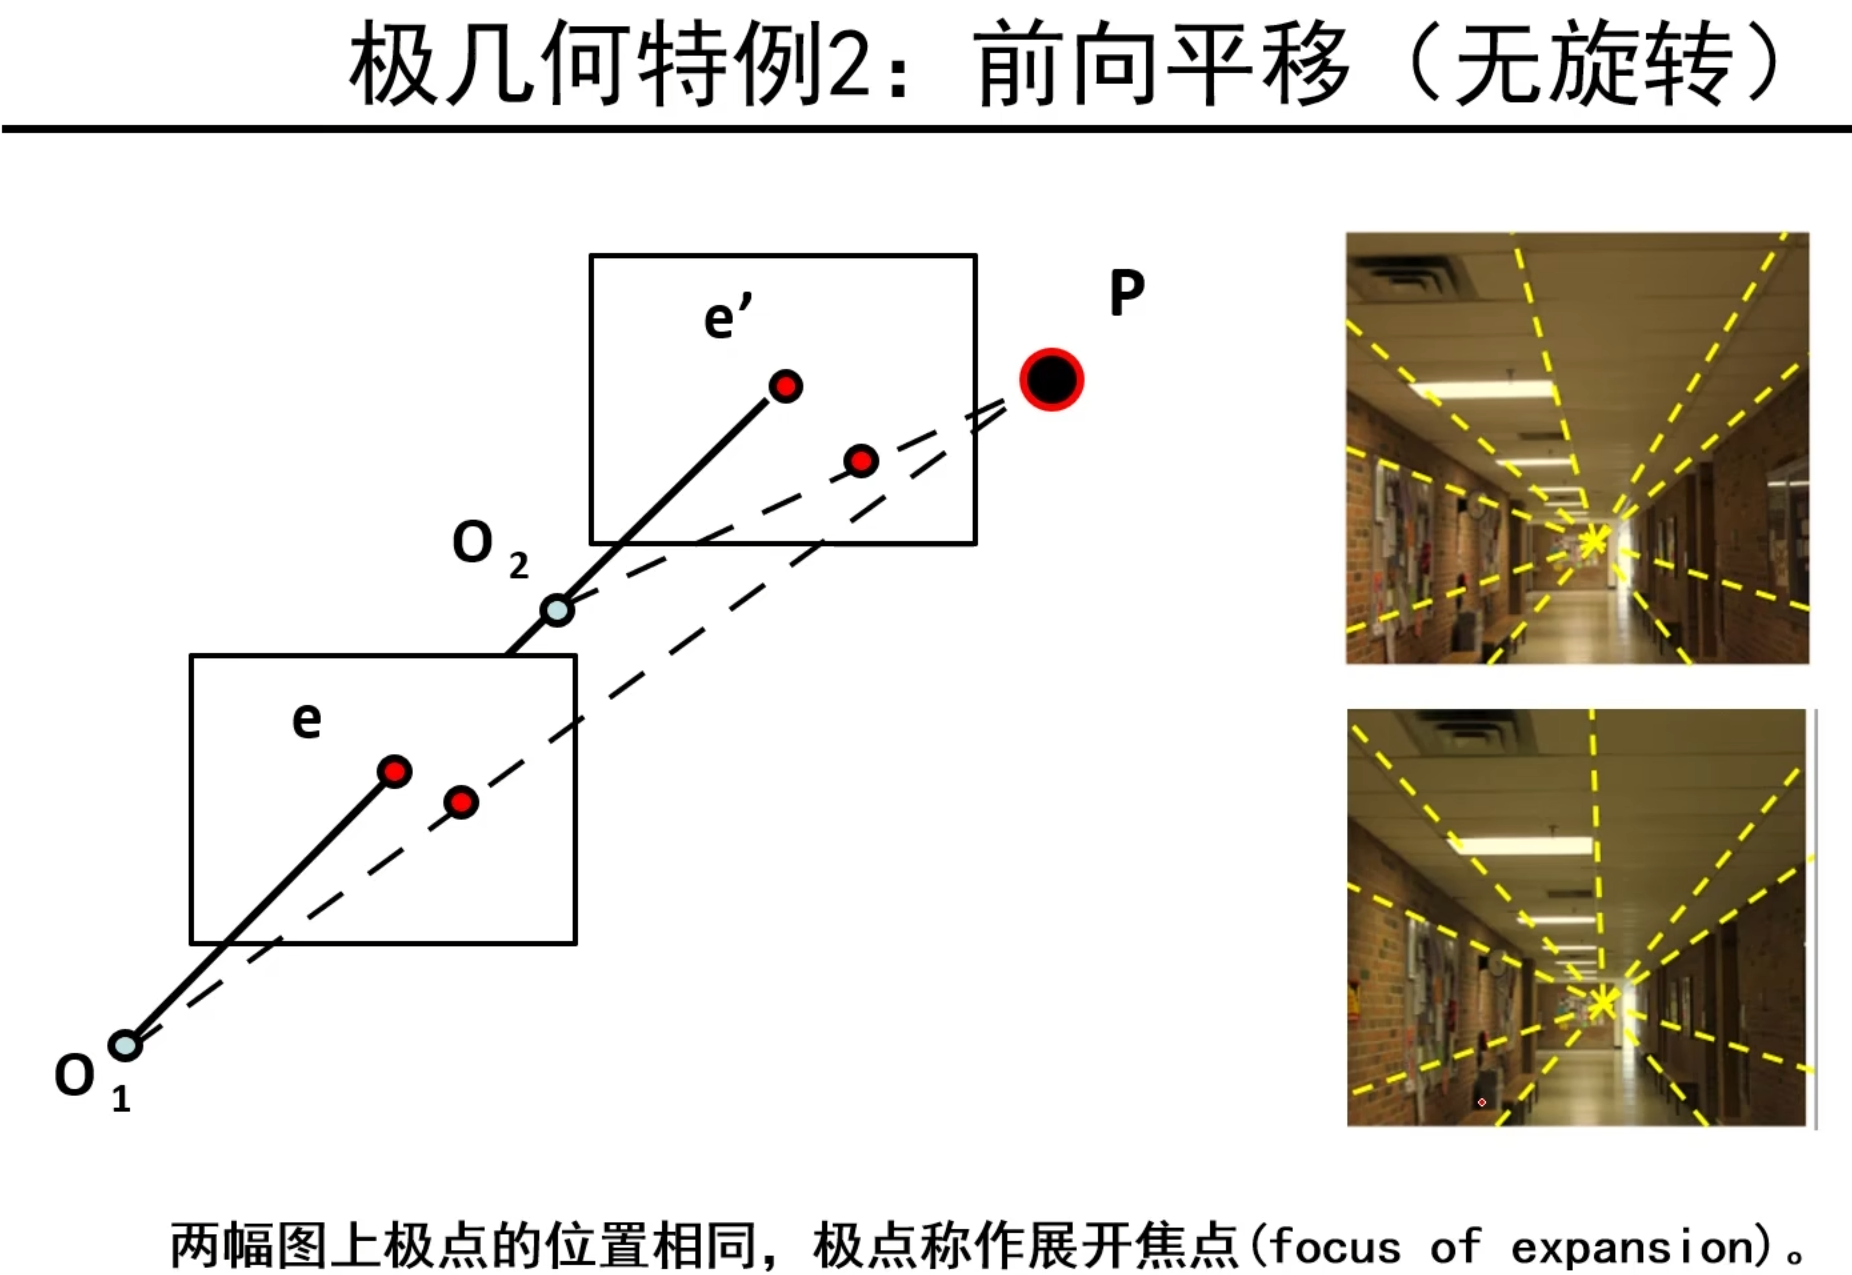 极几何特例2：前向平移（无旋转）
P
e’
O 2
e
O 1
两幅图上极点的位置相同，极点称作展开焦点(focus of expansion)。